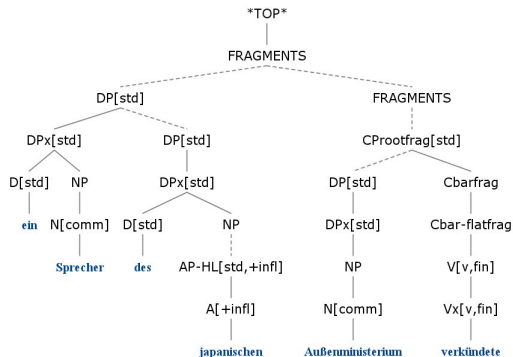 *TOP*
FRAGMENTS
DP[std] FRAGMENTS
DPx[std] DP[std] CProotfrag[std]
D[std] NP DPx[std] DP[std] Cbarfrag
ein N[comm] D[std] NP DPx[std] Cbar-flatfrag
Sprecher des AP-HL[std,+infl] NP V[v,fin]
A[+infl] N[comm] Vx[v,fin]
japanischen Außenministerium verkündete